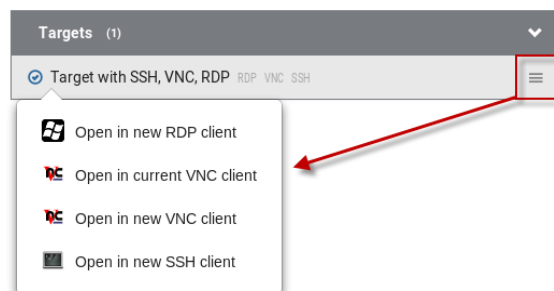 Targets (1)
Target with SSH, VNC, RDP RDP VNC SSH
Open in new RDP client
Open in current VNC client
Open in new VNC client
Open in new SSH client